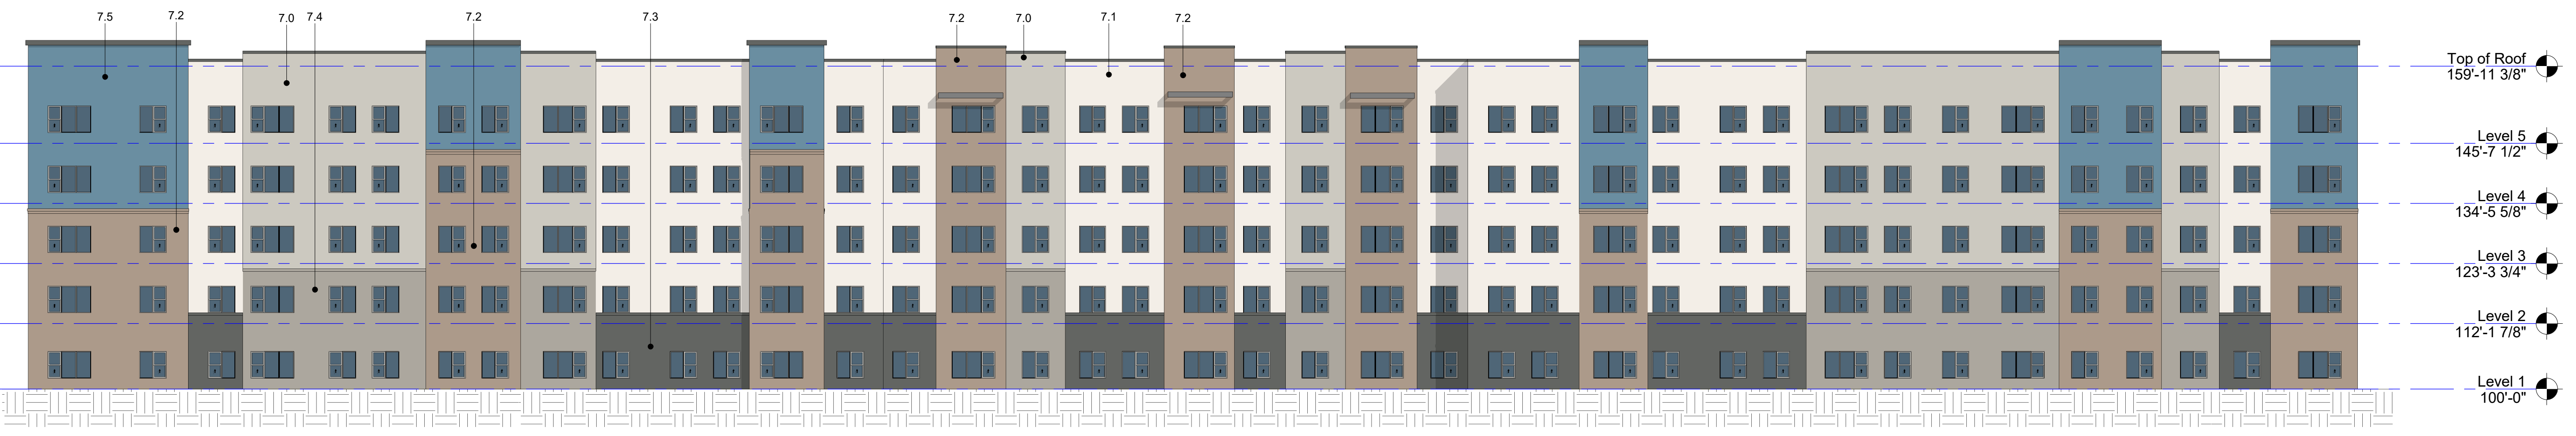 7.5
7.2
7.0
7.4
7.2
7.3
7.2
7.0
7.1
7.2
Top of Roof
159'-11 3/8"
Level 5
145'-7 1/2"
Level 4
134'-5 5/8"
Level 3
123'-3 3/4"
Level 2
112'-1 7/8"
Level 1
100'-0"